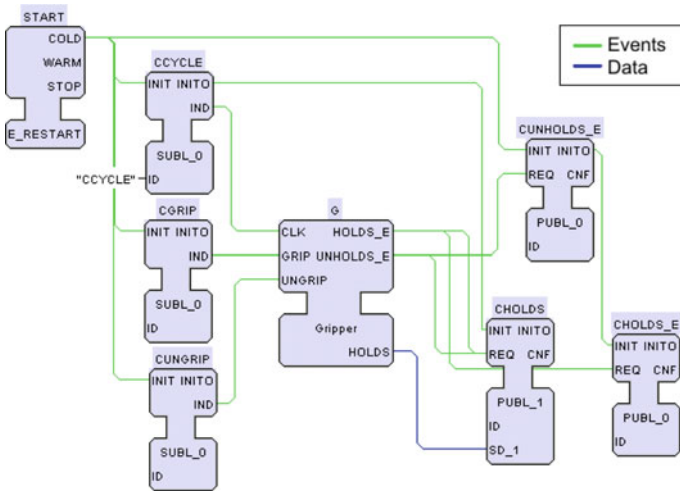 START
COLD
WARM
STOP
E_RESTART
Events
Data
CCYCLE
INIT INITO
IND
SUBL_0
"CCYCLE"
ID
CUNHOLDS_E
INIT INITO
REQ CNF
PUBL_0
ID
CGRIP
INIT INITO
IND
SUBL_0
ID
G
CLK HOLDS_E
GRIP UNHOLDS_E
UNGRIP
Gripper
HOLDS
CHOLDS
INIT INITO
REQ CNF
PUBL_1
ID
SD_1
CHOLDS_E
INIT INITO
REQ CNF
PUBL_0
ID
CUNGRIP
INIT INITO
IND
SUBL_0
ID